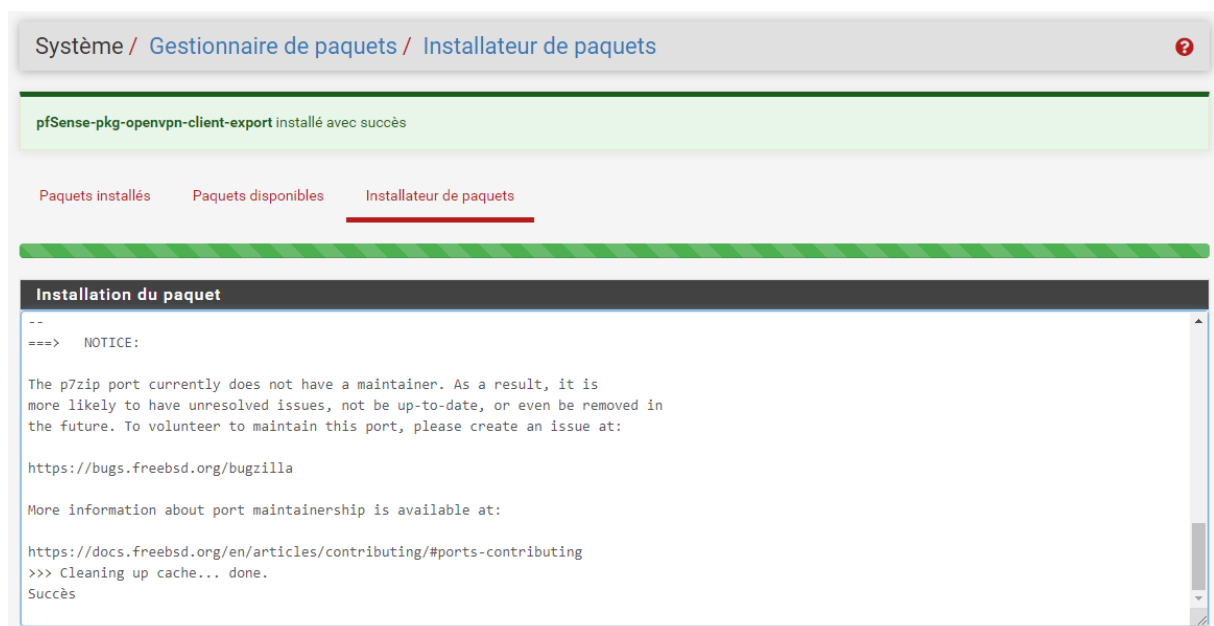 Système / Gestionnaire de paquets / Installateur de paquets
pfSense-pkg-openvpn-client-export installé avec succès
Paquets installés Paquets disponibles Installateur de paquets
Installation du paquet
--
===> NOTICE:
The p7zip port currently does not have a maintainer. As a result, it is
more likely to have unresolved issues, not be up-to-date, or even be removed in
the future. To volunteer to maintain this port, please create an issue at:
https://bugs.freebsd.org/bugzilla
More information about port maintainership is available at:
https://docs.freebsd.org/en/articles/contributing/#ports-contributing
>>> Cleaning up cache... done.
Succès